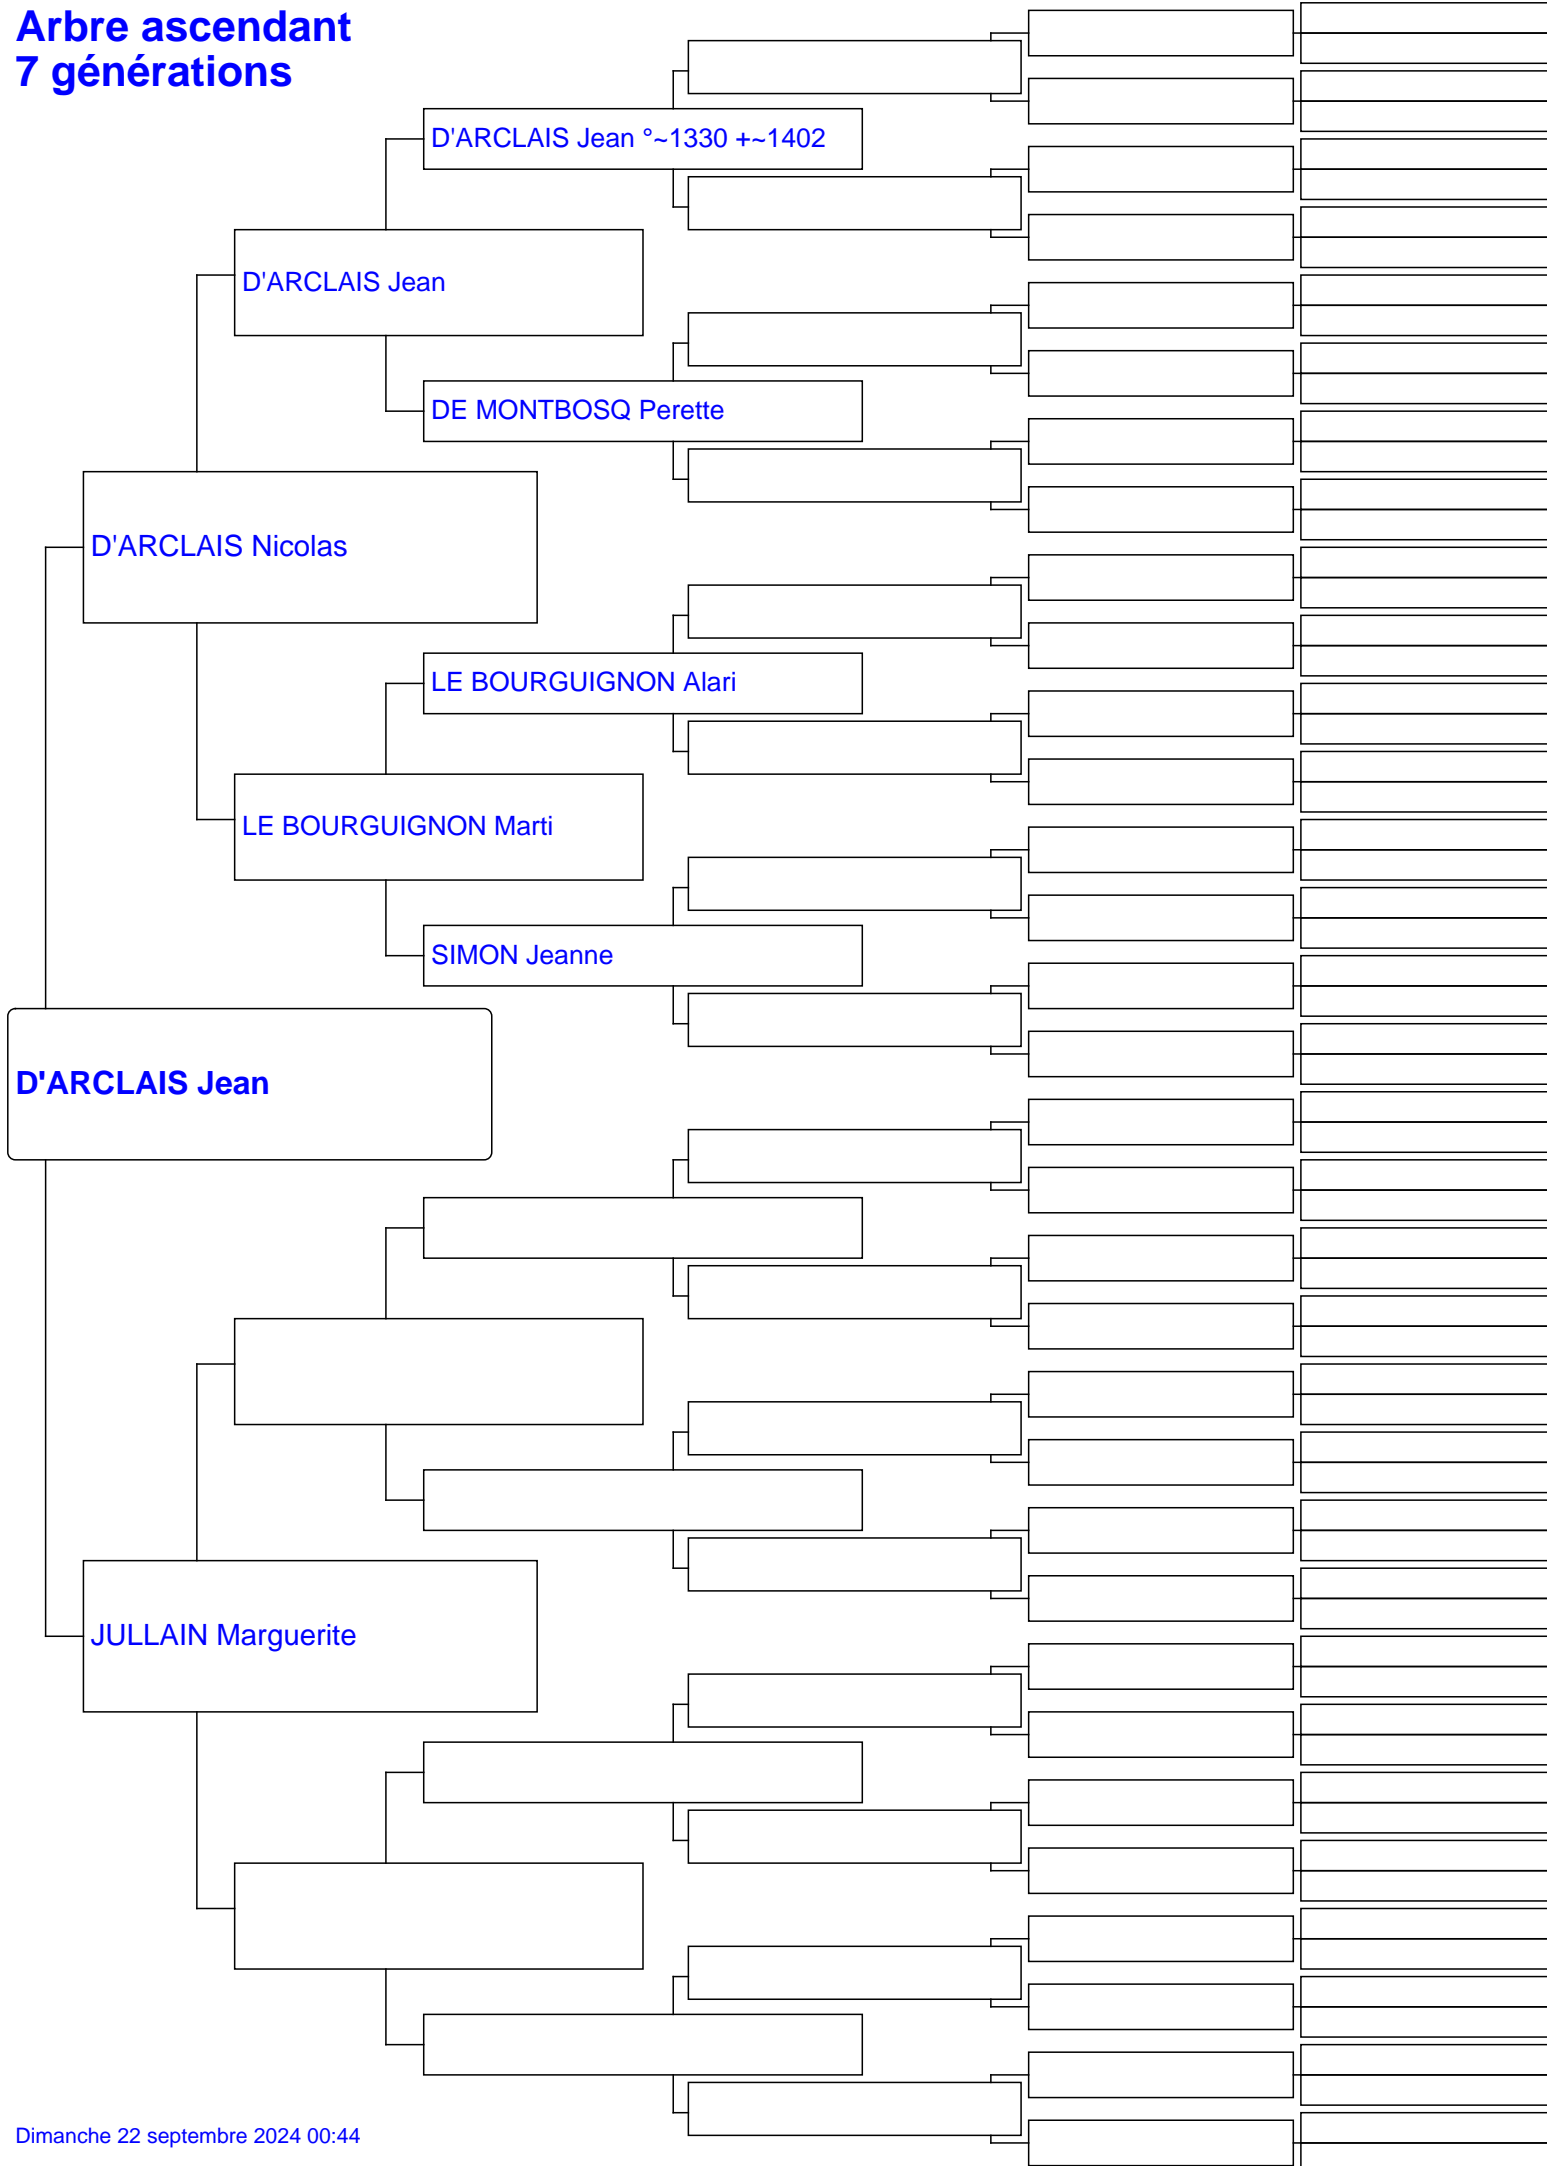 Arbre ascendant
7 générations
D'ARCLAIS Jean °~1330 +~1402
D'ARCLAIS Jean
DE MONTBOSQ Perette
D'ARCLAIS Nicolas
LE BOURGUIGNON Alari
LE BOURGUIGNON Marti
SIMON Jeanne
D'ARCLAIS Jean
JULLAIN Marguerite
Dimanche 22 septembre 2024 00:44